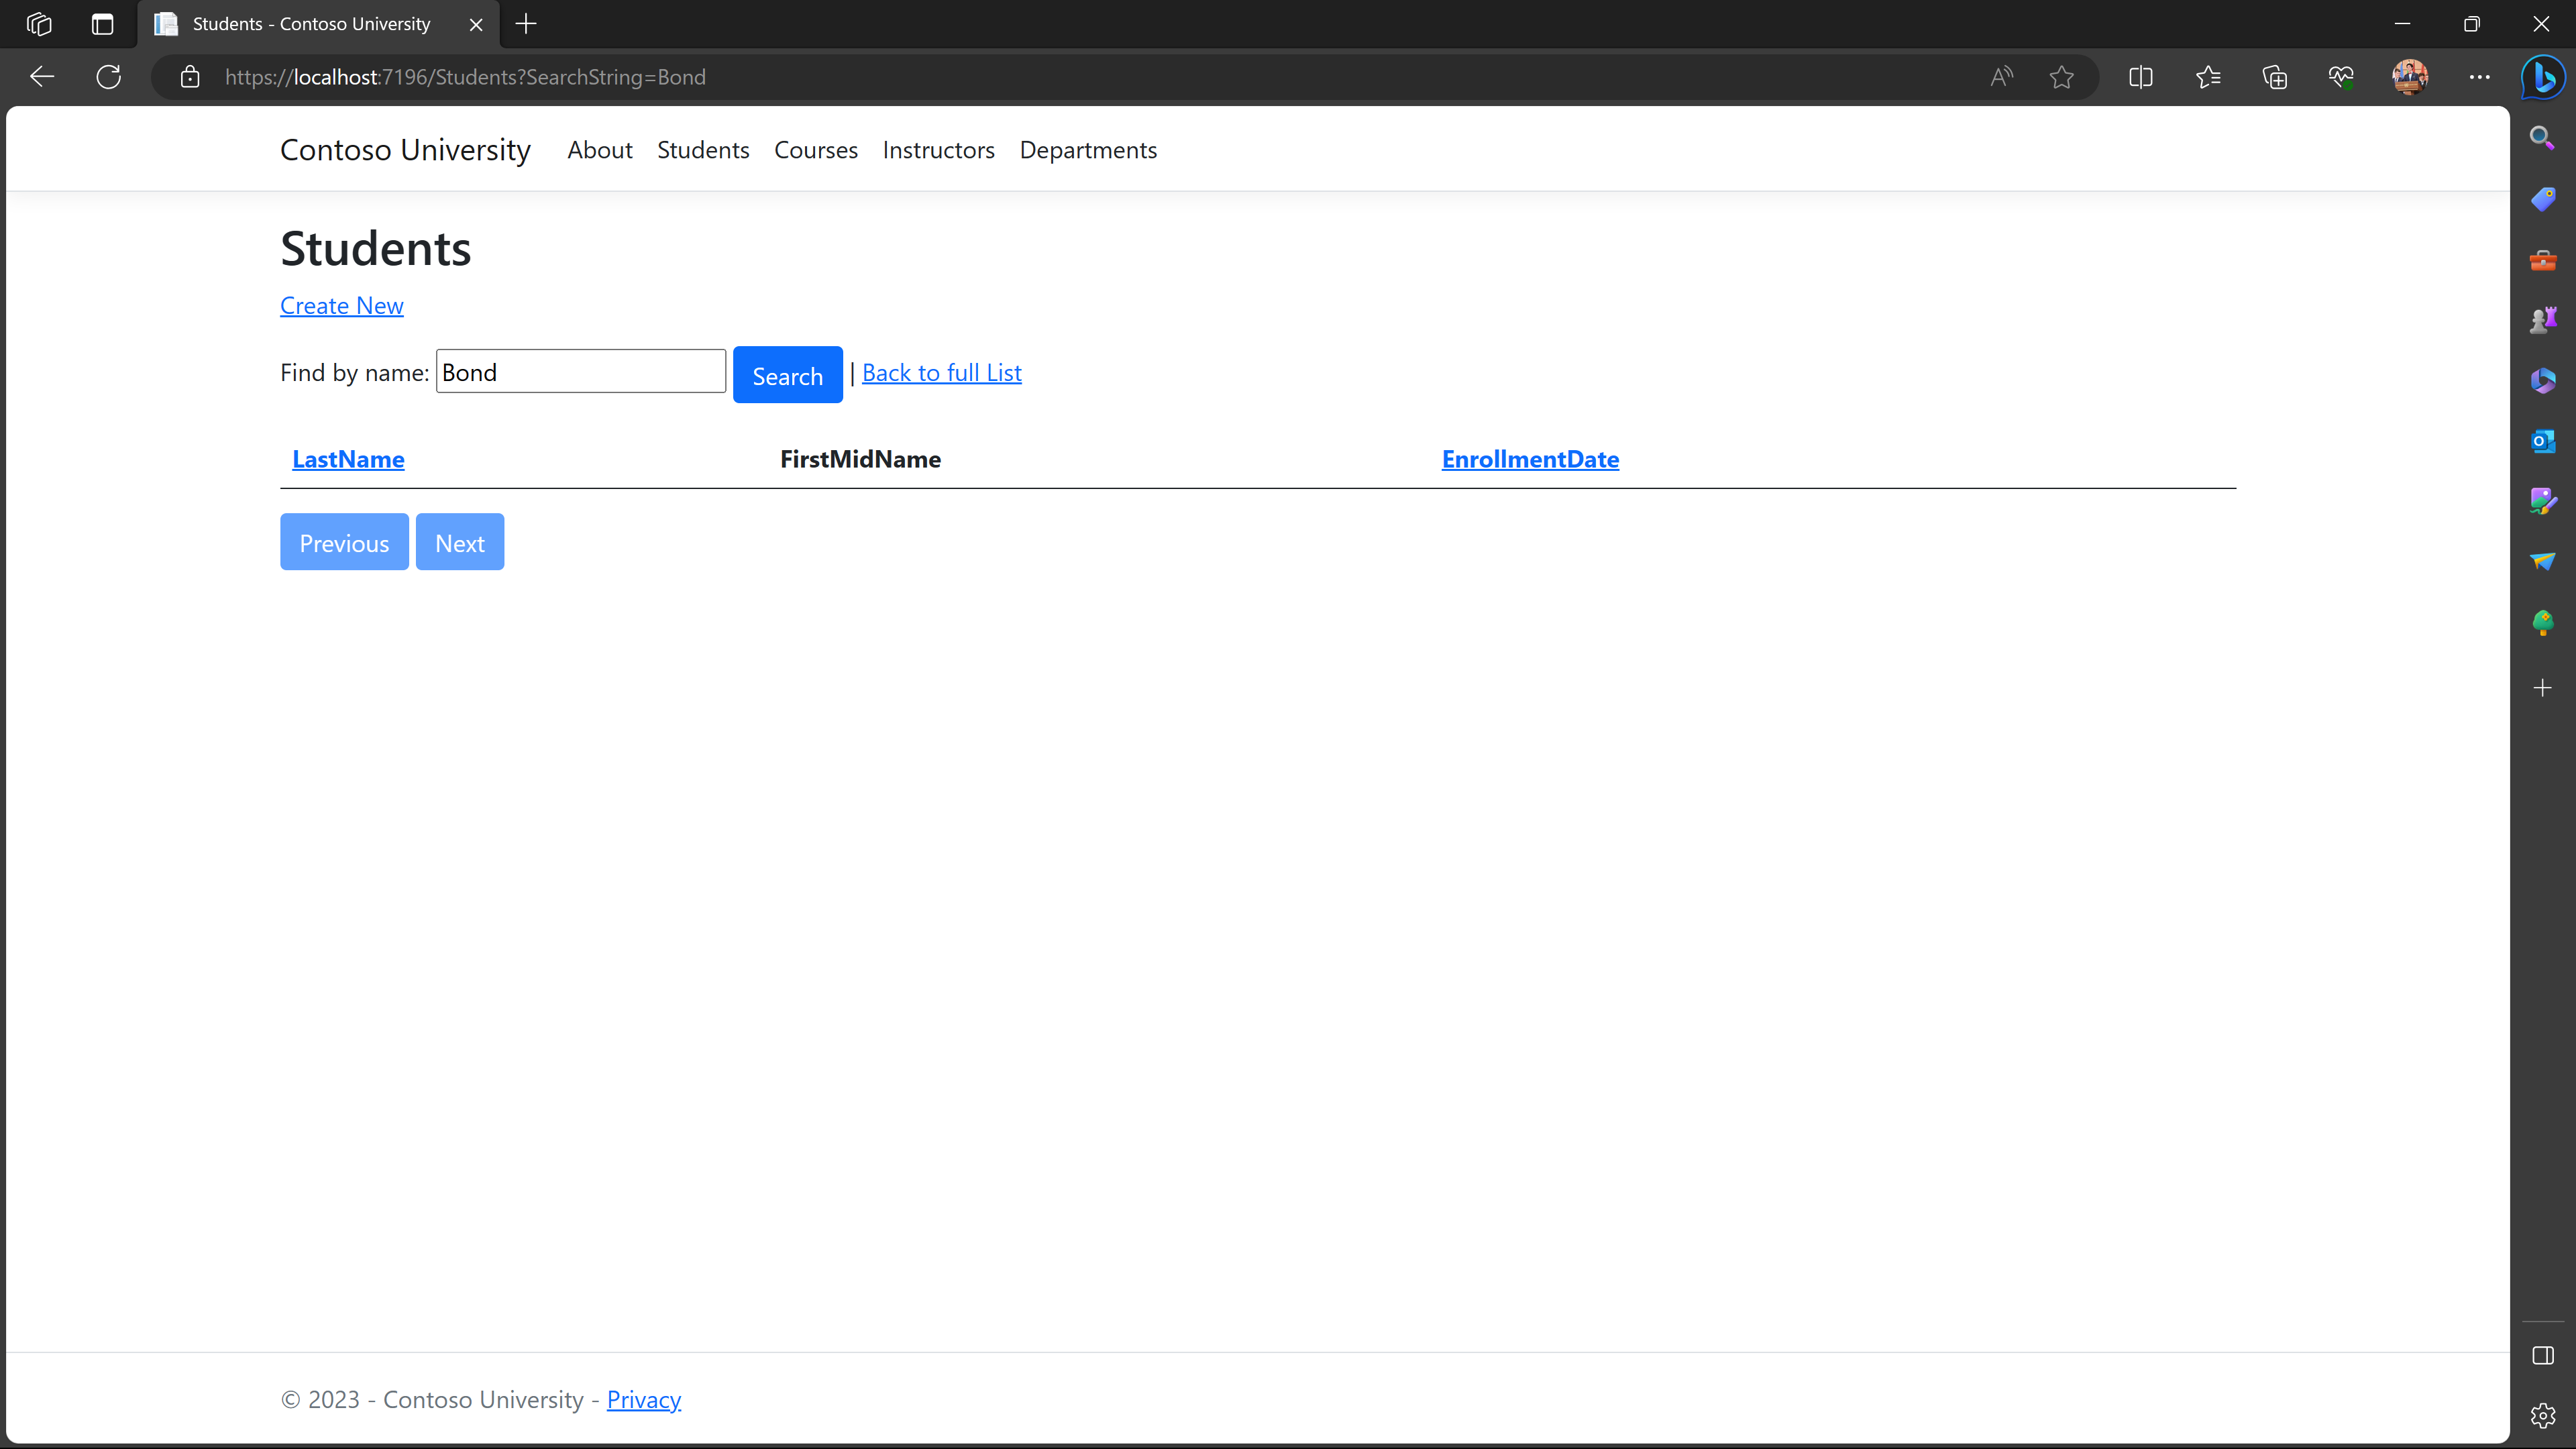 Students - Contoso University
https://localhost:7196/Students?SearchString=Bond
Contoso University About Students Courses Instructors Departments
Students
Create New
Find by name: Bond Search | Back to full List
LastName FirstMidName EnrollmentDate
Previous Next
© 2023 - Contoso University - Privacy